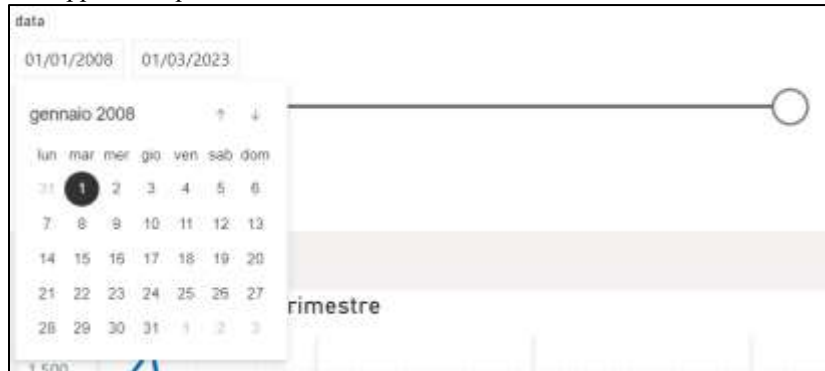 data
01/01/2008 01/03/2023
gennaio 2008
lun mar mer gio ven sab dom
31 1 2 3 4 5 6
7 8 9 10 11 12 13
14 15 16 17 18 19 20
21 22 23 24 25 26 27
28 29 30 31 1 2 3
rimestre
1.500